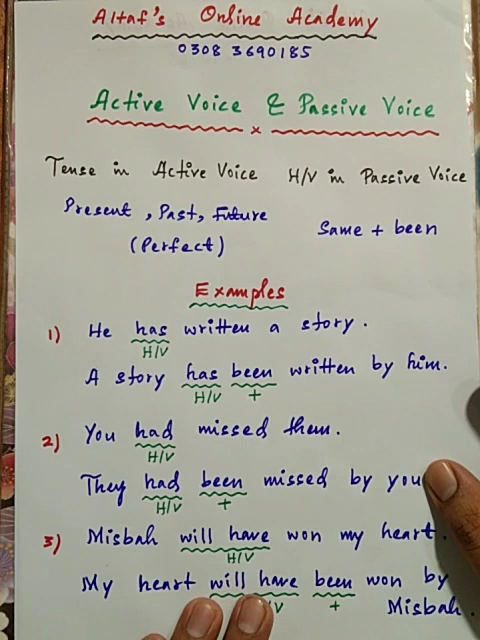 Altaf's Online Academy
0308 3690185
Active Voice & Passive Voice
x
Tense in Active Voice H/V in Passive Voice
Present, Past, Future
(Perfect)
Same + been
Examples
1) He has written a story.
H/V
A story has been written by him.
H/V +
2) You had missed them.
H/V
They had been missed by you
H/V +
3) Misbah will have won my heart.
H/V
My heart will have been won by
/V +
Misbah.